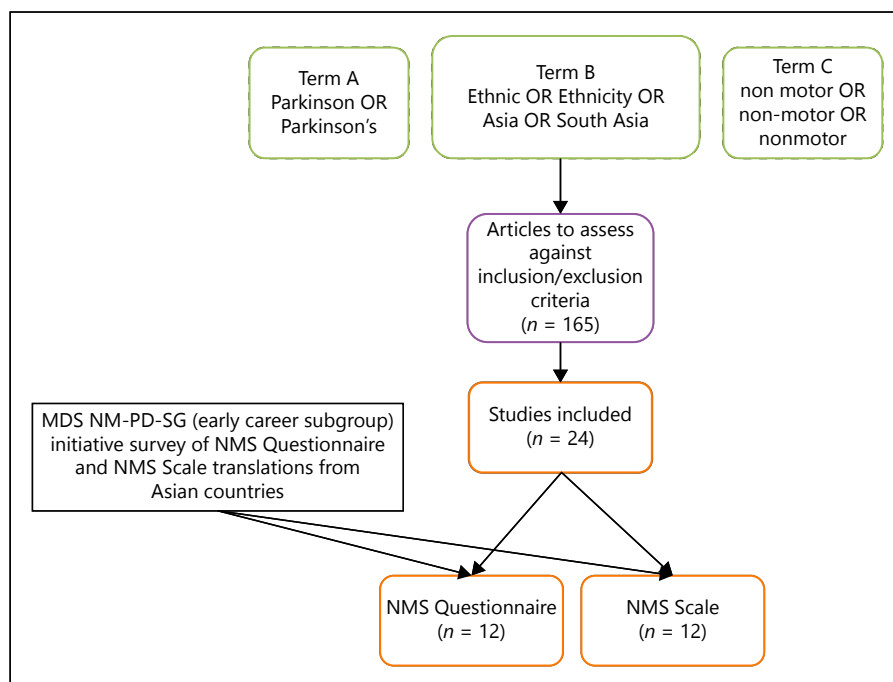 Term A
Parkinson OR
Parkinson’s
Term B
Ethnic OR Ethnicity OR
Asia OR South Asia
Term C
non motor OR
non-motor OR
nonmotor
Articles to assess
against
inclusion/exclusion
criteria
(n = 165)
Studies included
(n = 24)
MDS NM-PD-SG (early career subgroup)
initiative survey of NMS Questionnaire
and NMS Scale translations from
Asian countries
NMS Questionnaire
(n = 12)
NMS Scale
(n = 12)